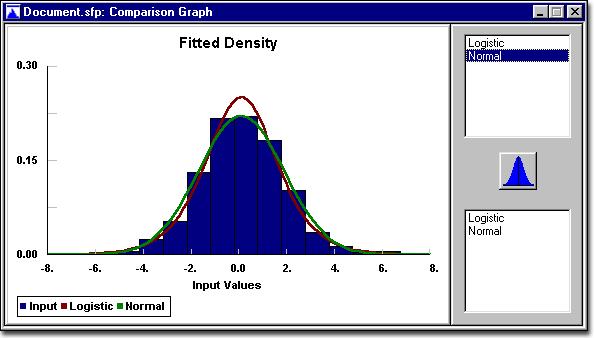 Document.sfp: Comparison Graph
Fitted Density
0.30
0.15
0.00
-8. -6. -4. -2. 0.0 2. 4. 6. 8.
Input Values
Input Logistic Normal
Logistic
Normal
Logistic
Normal